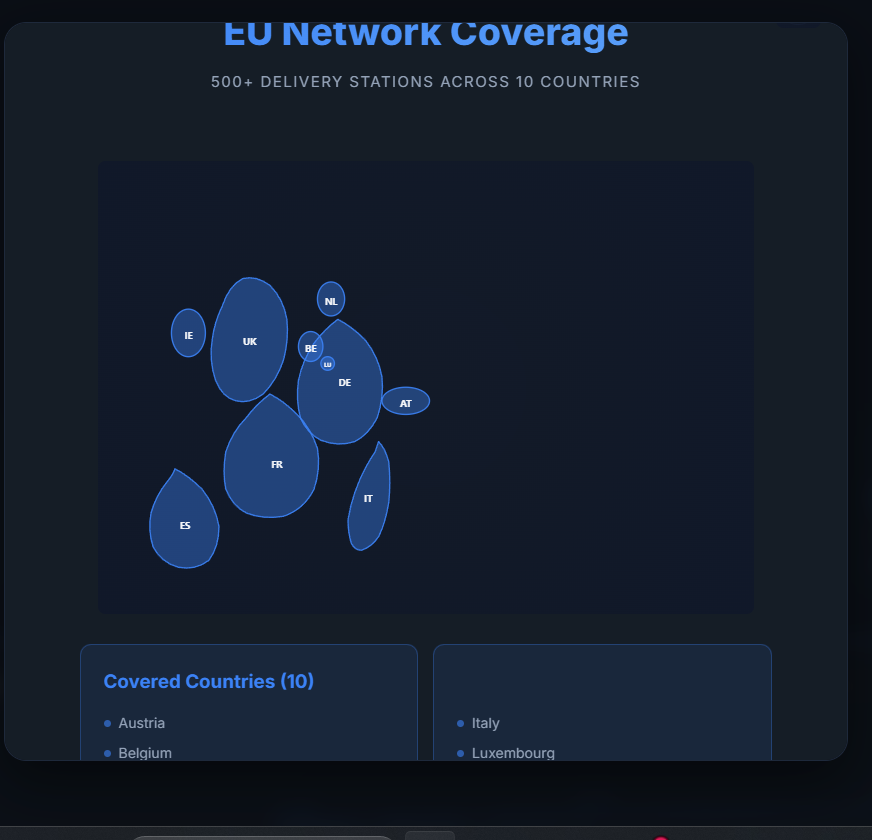 EU Network Coverage
500+ DELIVERY STATIONS ACROSS 10 COUNTRIES
NL
IE
UK
BE
LU
DE
AT
FR
IT
ES
Covered Countries (10)
Austria
Italy
Belgium
Luxembourg